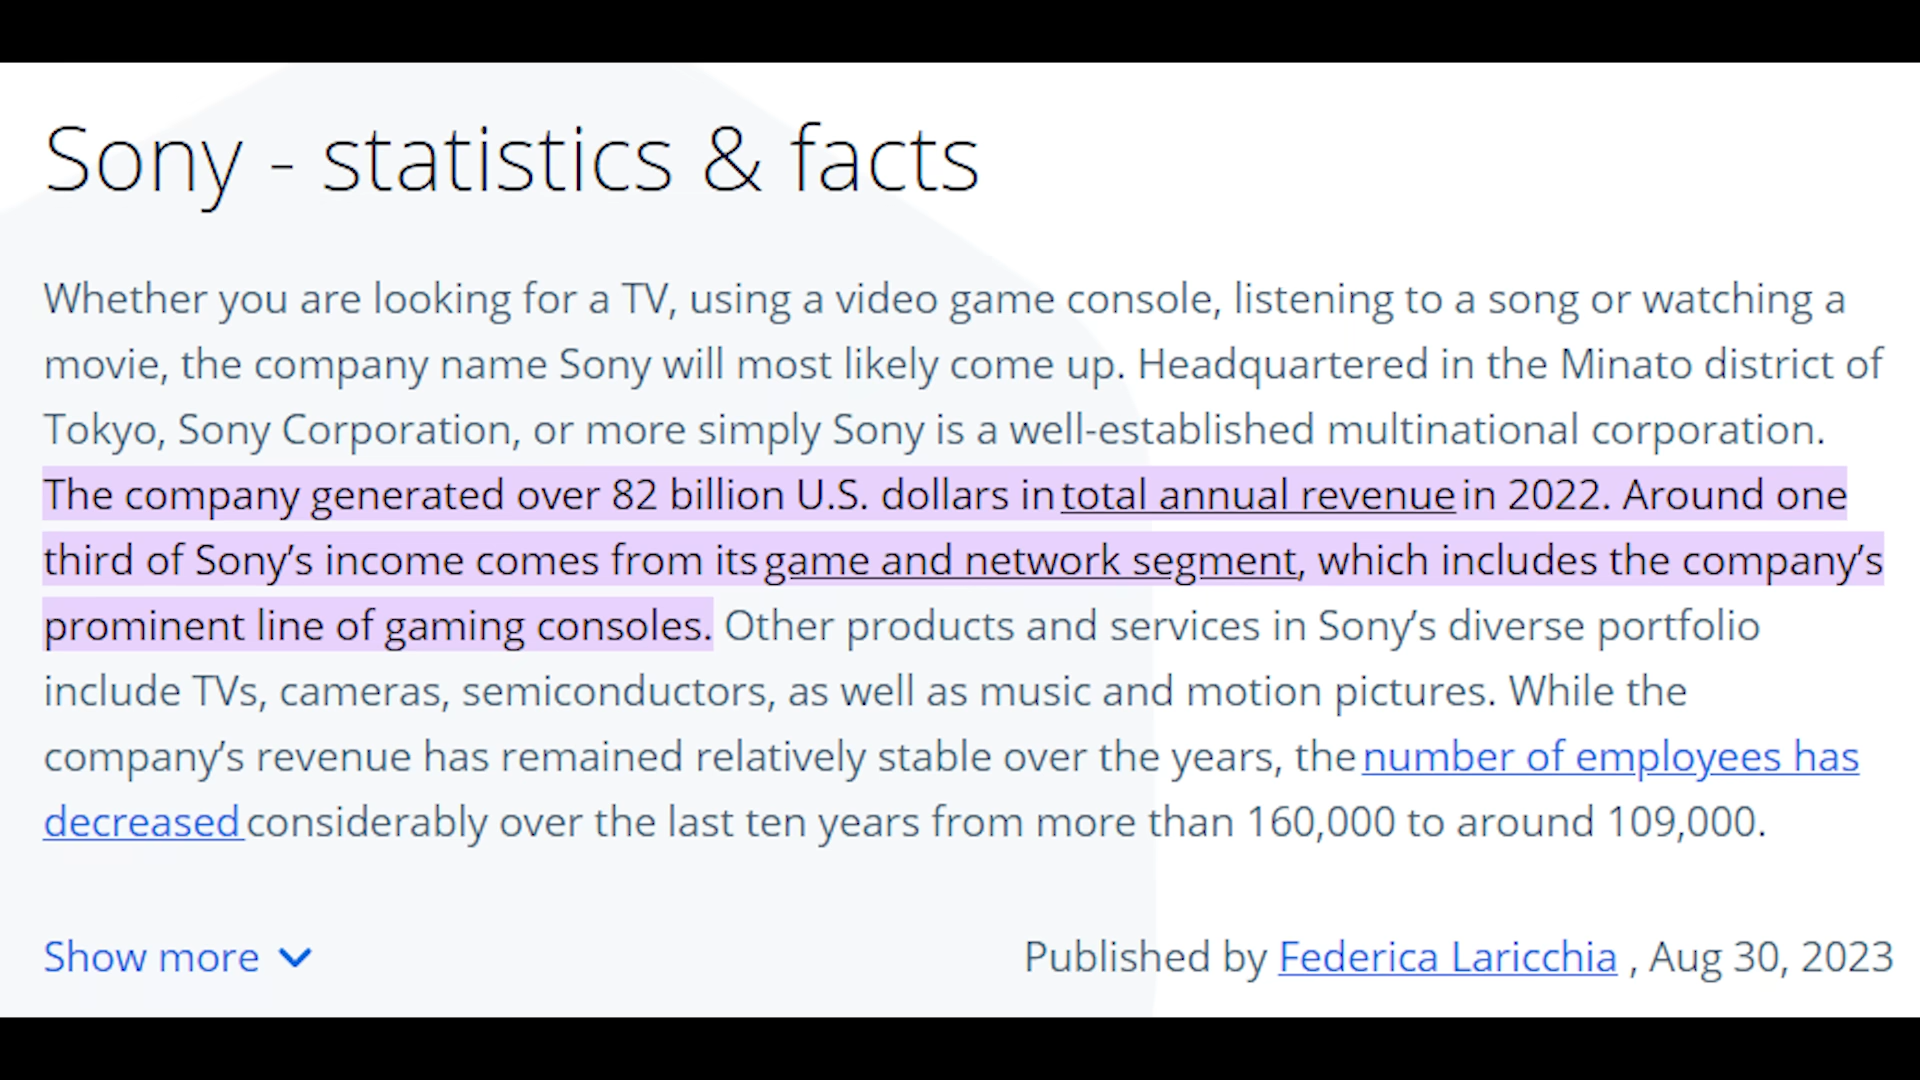 Sony - statistics & facts
Whether you are looking for a TV, using a video game console, listening to a song or watching a
movie, the company name Sony will most likely come up. Headquartered in the Minato district of
Tokyo, Sony Corporation, or more simply Sony is a well-established multinational corporation.
The company generated over 82 billion U.S. dollars in total annual revenue in 2022. Around one
third of Sony’s income comes from its game and network segment, which includes the company’s
prominent line of gaming consoles. Other products and services in Sony’s diverse portfolio
include TVs, cameras, semiconductors, as well as music and motion pictures. While the
company’s revenue has remained relatively stable over the years, the number of employees has
decreased considerably over the last ten years from more than 160,000 to around 109,000.
Show more
Published by Federica Laricchia , Aug 30, 2023